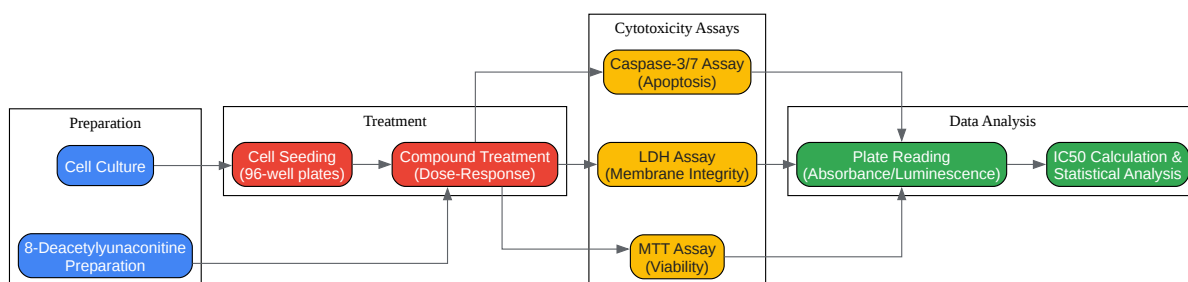 Preparation
Cell Culture
8-Deacetylyunaconitine
Preparation
Treatment
Cell Seeding
(96-well plates)
Compound Treatment
(Dose-Response)
Cytotoxicity Assays
Caspase-3/7 Assay
(Apoptosis)
LDH Assay
(Membrane Integrity)
MTT Assay
(Viability)
Data Analysis
Plate Reading
(Absorbance/Luminescence)
IC50 Calculation &
Statistical Analysis